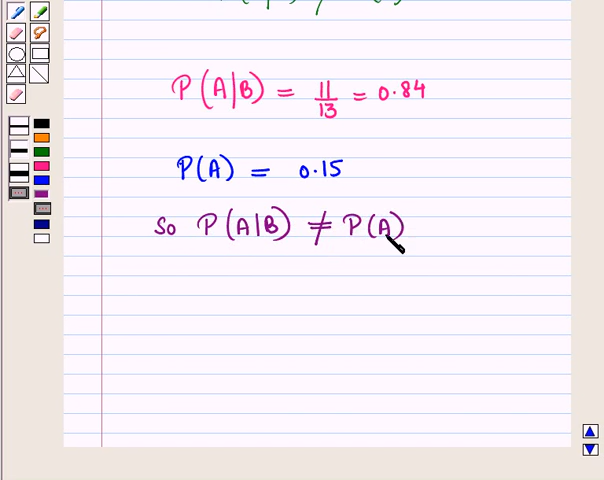 P(A|B) = 11/13 = 0.84
P(A) = 0.15
So P(A|B) ≠ P(A)